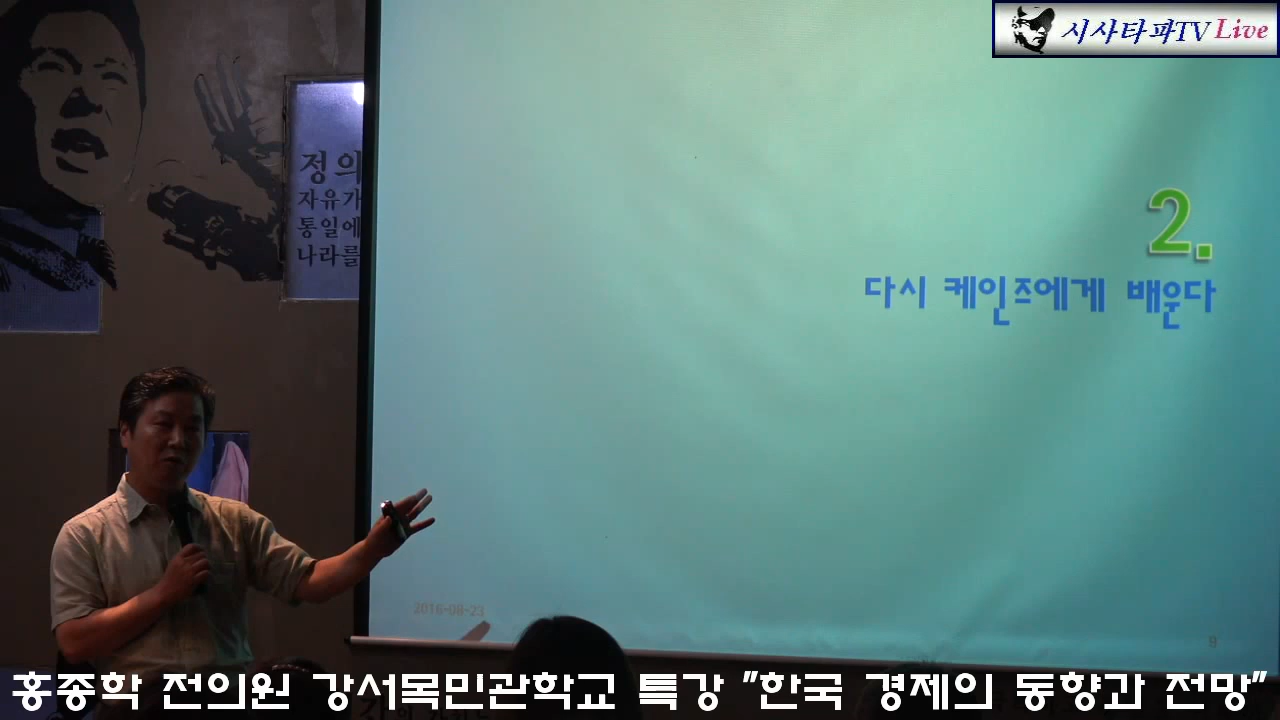 시사타파TV Live
정의
자유가
통일에
나라를
2.
다시 케인즈에게 배운다
2016-08-23
9
홍종학 전의원 강서목민관학교 특강 "한국 경제의 동향과 전망"